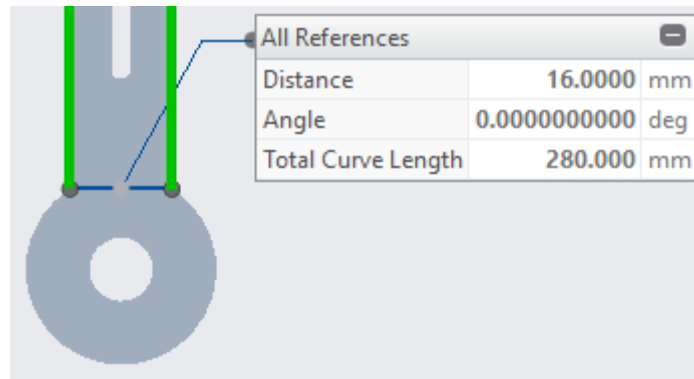 All References
Distance 16.0000 mm
Angle 0.0000000000 deg
Total Curve Length 280.000 mm